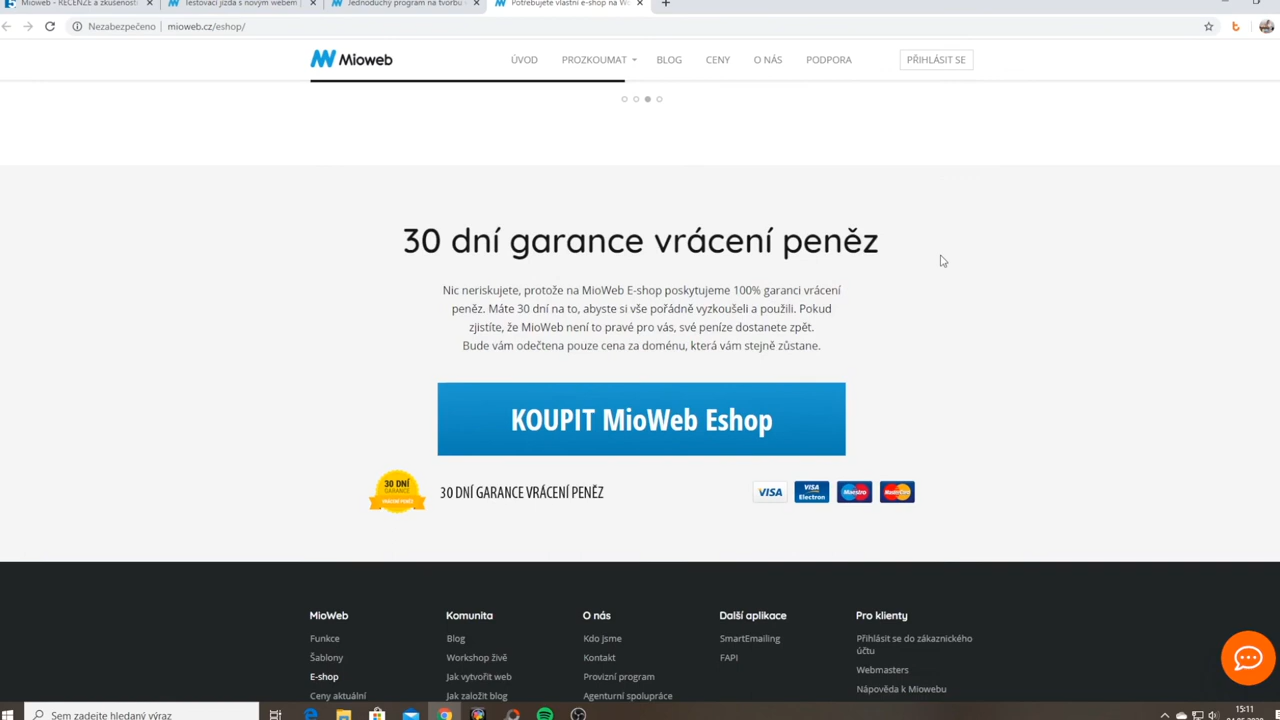 Mioweb - RECENZE a zkušenosti
Testovací jízda s novým webem |
Jednoduchý program na tvorbu
Potřebujete vlastní e-shop na W
Nezabezpečeno | mioweb.cz/eshop/
Mioweb
ÚVOD PROZKOUMAT BLOG CENY O NÁS PODPORA PŘIHLÁSIT SE
30 dní garance vrácení peněz
Nic neriskujete, protože na MioWeb E-shop poskytujeme 100% garanci vrácení
peněz. Máte 30 dní na to, abyste si vše pořádně vyzkoušeli a použili. Pokud
zjistíte, že MioWeb není to pravé pro vás, své peníze dostanete zpět.
Bude vám odečtena pouze cena za doménu, která vám stejně zůstane.
KOUPIT MioWeb Eshop
30 DNÍ
GARANCE
VRÁCENÍ PENĚZ
30 DNÍ GARANCE VRÁCENÍ PENĚZ
VISA
VISA
Electron
Maestro
MasterCard
MioWeb
Funkce
Šablony
E-shop
Ceny aktuální
Komunita
Blog
Workshop živě
Jak vytvořit web
Jak založit blog
O nás
Kdo jsme
Kontakt
Provizní program
Agenturní spolupráce
Další aplikace
SmartEmailing
FAPI
Pro klienty
Přihlásit se do zákaznického
účtu
Webmasters
Nápověda k Miowebu
Sem zadejte hledaný výraz
15:11